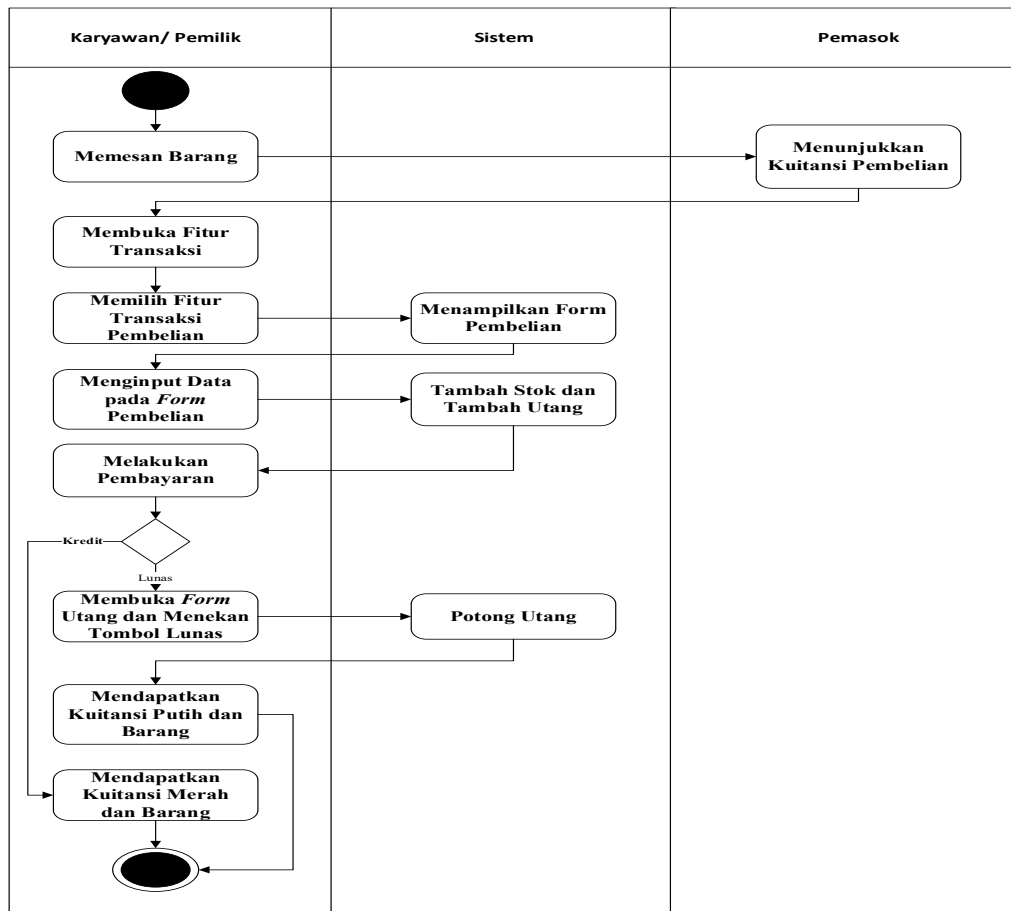 Karyawan/ Pemilik
Sistem
Pemasok
Memesan Barang
Menunjukkan
Kuitansi Pembelian
Membuka Fitur
Transaksi
Memilih Fitur
Transaksi
Pembelian
Menampilkan Form
Pembelian
Menginput Data
pada Form
Pembelian
Tambah Stok dan
Tambah Utang
Melakukan
Pembayaran
Kredit
Lunas
Membuka Form
Utang dan Menekan
Tombol Lunas
Potong Utang
Mendapatkan
Kuitansi Putih dan
Barang
Mendapatkan
Kuitansi Merah
dan Barang